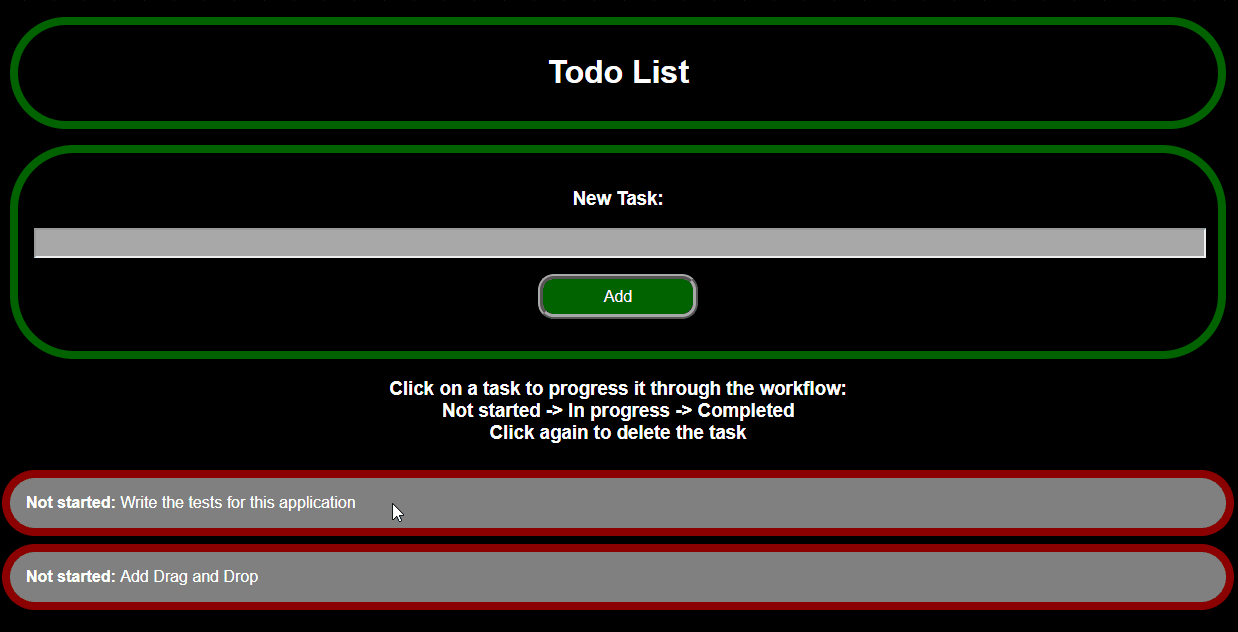 Todo List
New Task:
Add
Click on a task to progress it through the workflow:
Not started -> In progress -> Completed
Click again to delete the task
Not started: Write the tests for this application
Not started: Add Drag and Drop